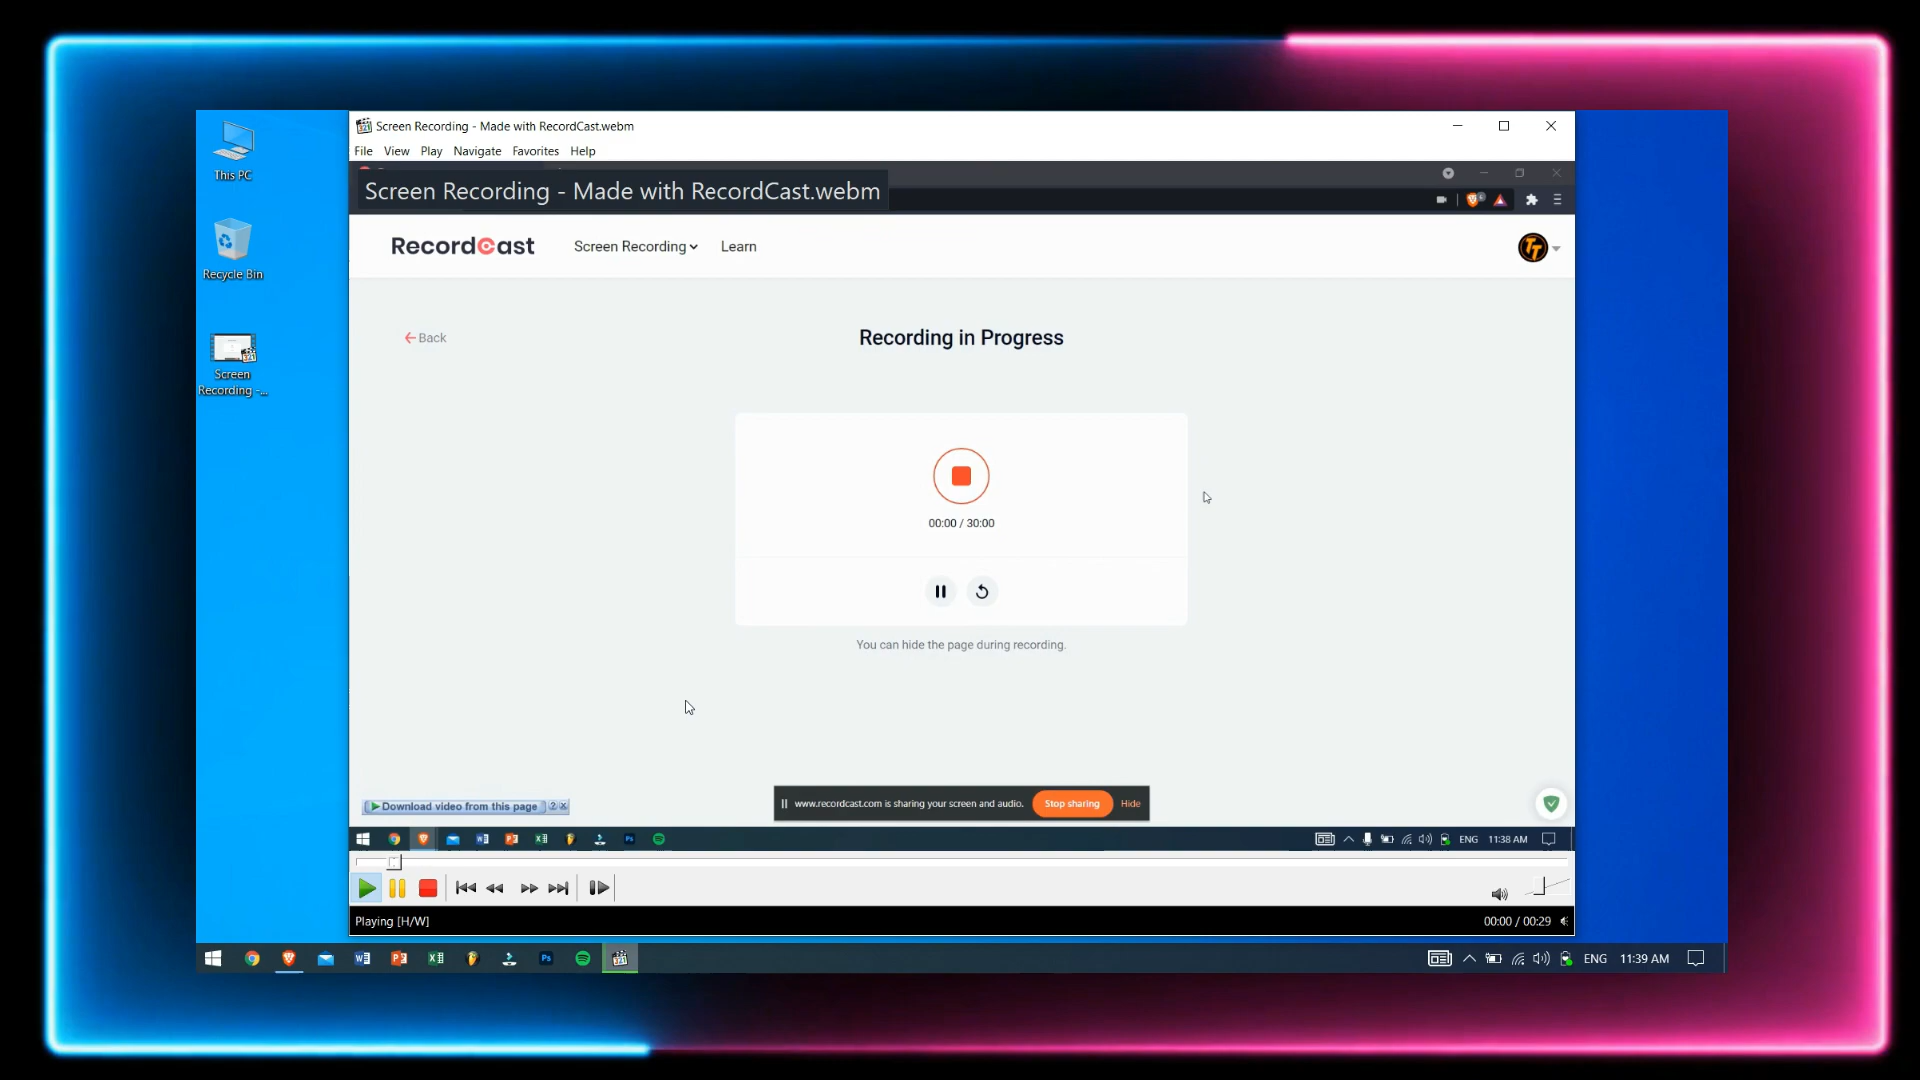 This PC
Recycle Bin
Screen
Recording -...
Screen Recording - Made with RecordCast.webm
File View Play Navigate Favorites Help
Screen Recording - Made with RecordCast.webm
RecordCast Screen Recording Learn
TT
Back
Recording in Progress
00:00 / 30:00
You can hide the page during recording.
Download video from this page ? x
www.recordcast.com is sharing your screen and audio. Stop sharing Hide
ENG 11:38 AM
Playing [H/W]
00:00 / 00:29
ENG 11:39 AM